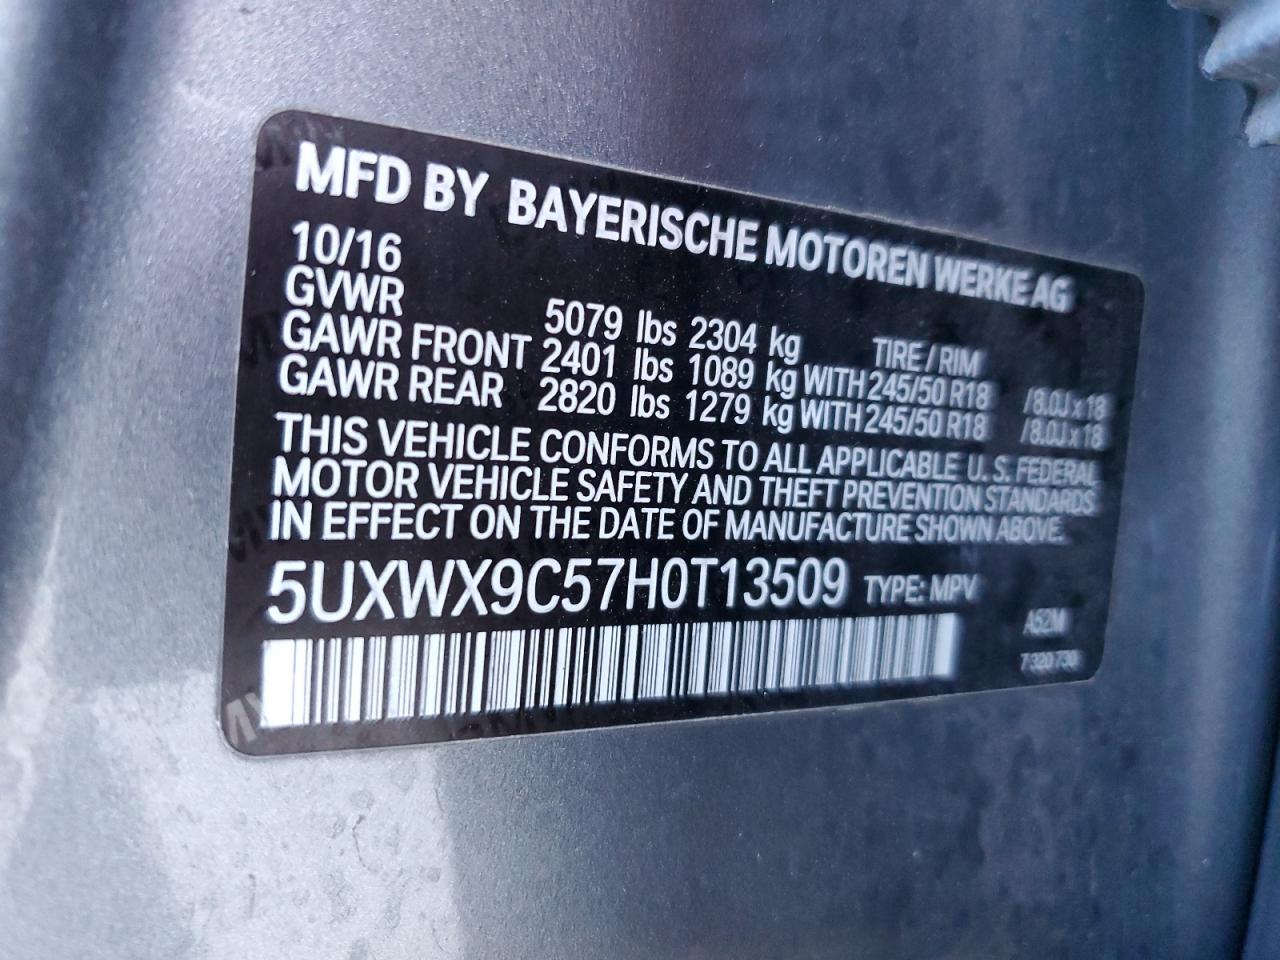 MFD BY BAYERISCHE MOTOREN WERKE AG
10/16
GVWR 5079 lbs 2304 kg TIRE / RIM
GAWR FRONT 2401 lbs 1089 kg WITH 245/50 R18 / 8.0J x 18
GAWR REAR 2820 lbs 1279 kg WITH 245/50 R18 / 8.0J x 18
THIS VEHICLE CONFORMS TO ALL APPLICABLE U. S. FEDERAL
MOTOR VEHICLE SAFETY AND THEFT PREVENTION STANDARDS
IN EFFECT ON THE DATE OF MANUFACTURE SHOWN ABOVE.
5UXWX9C57H0T13509 TYPE: MPV
A52M
7 320 730